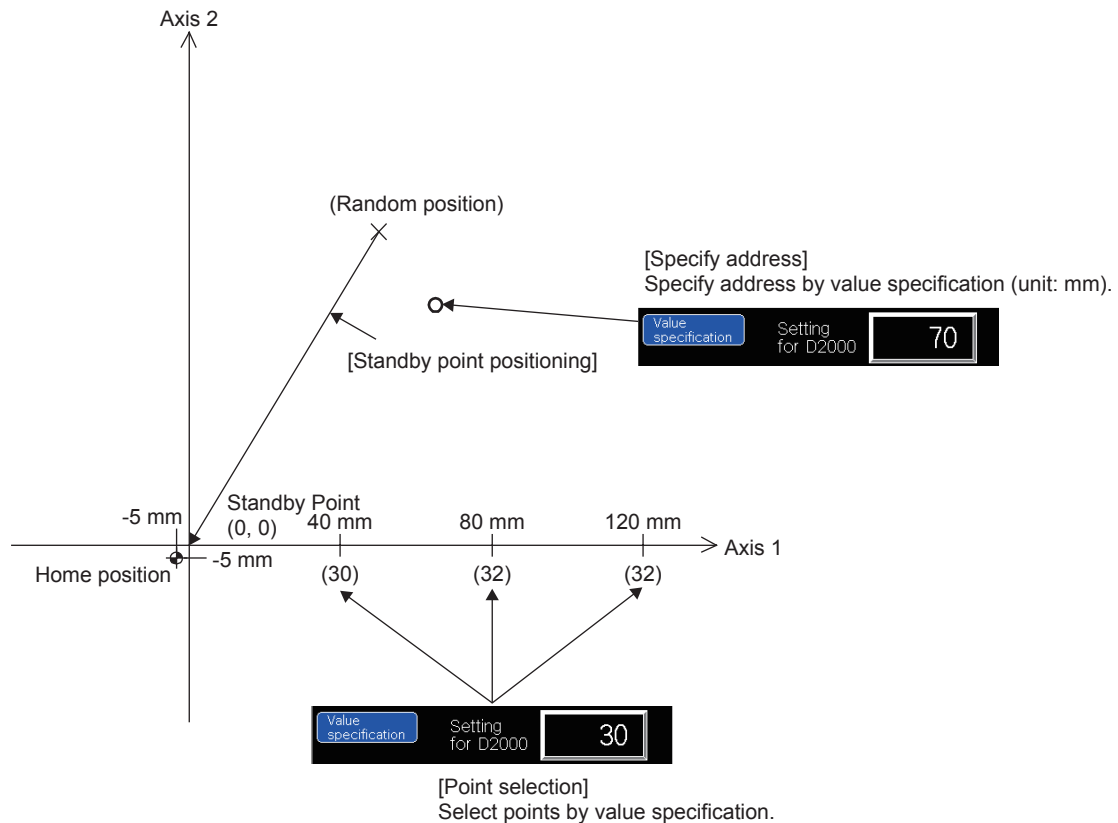 Axis 2
(Random position)
[Specify address]
Specify address by value specification (unit: mm).
Value
specification
Setting
for D2000
70
[Standby point positioning]
Standby Point
(0, 0)
-5 mm
40 mm
80 mm
120 mm
Axis 1
-5 mm
Home position
(30)
(32)
(32)
Value
specification
Setting
for D2000
30
[Point selection]
Select points by value specification.